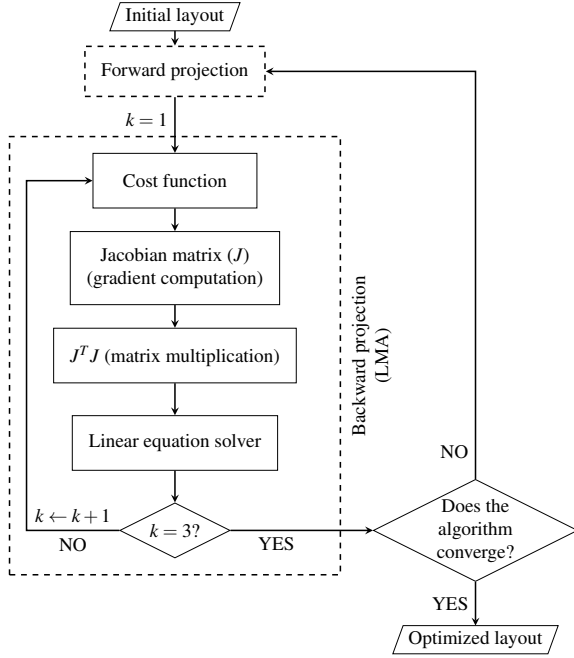 Initial layout
Forward projection
k = 1
Cost function
Jacobian matrix (J)
(gradient computation)
J^T J (matrix multiplication)
Linear equation solver
k ← k + 1
NO
k = 3?
YES
Backward projection
(LMA)
NO
Does the
algorithm
converge?
YES
Optimized layout